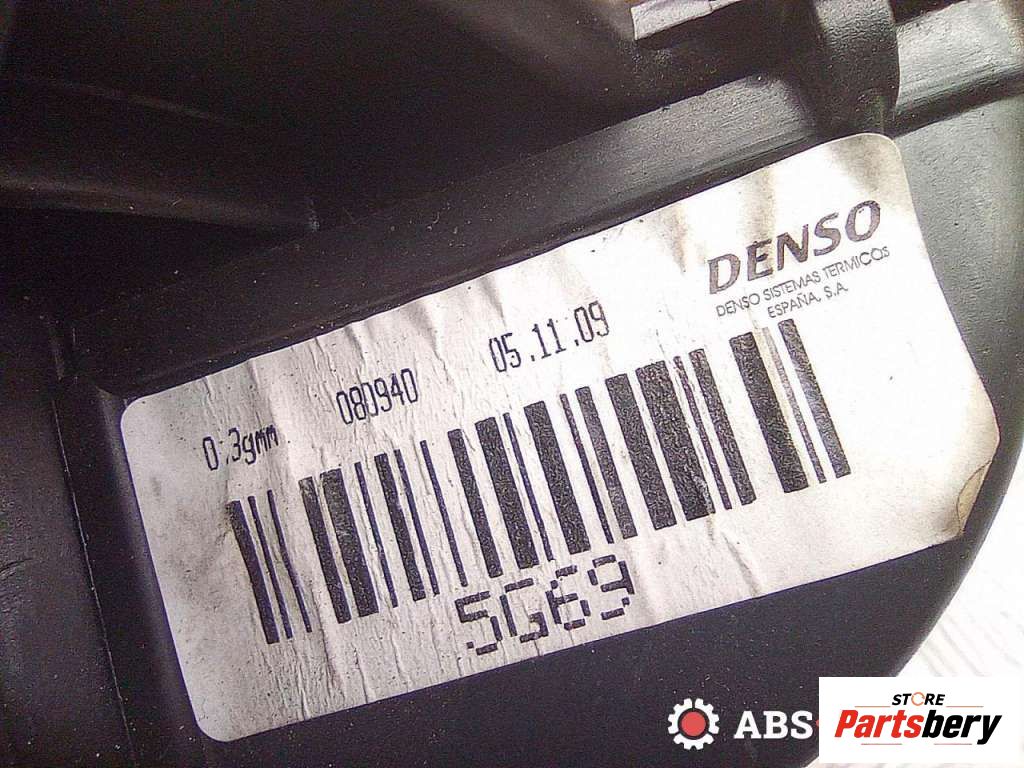 DENSO
DENSO SISTEMAS TERMICOS
ESPAÑA, S.A.
0.3gmm 080940 05.11.09
5G69
ABS
STORE
Partsbery